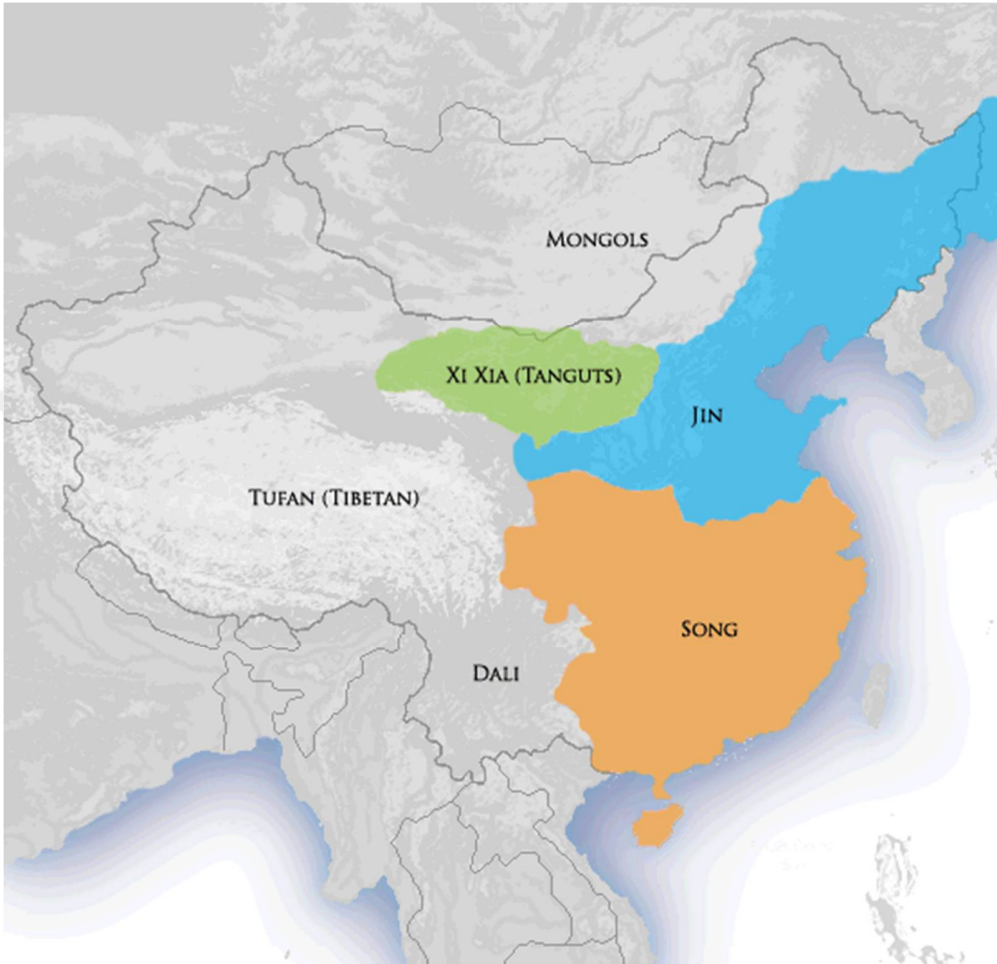 Mongols
Xi Xia (Tanguts)
Jin
Tufan (Tibetan)
Song
Dali